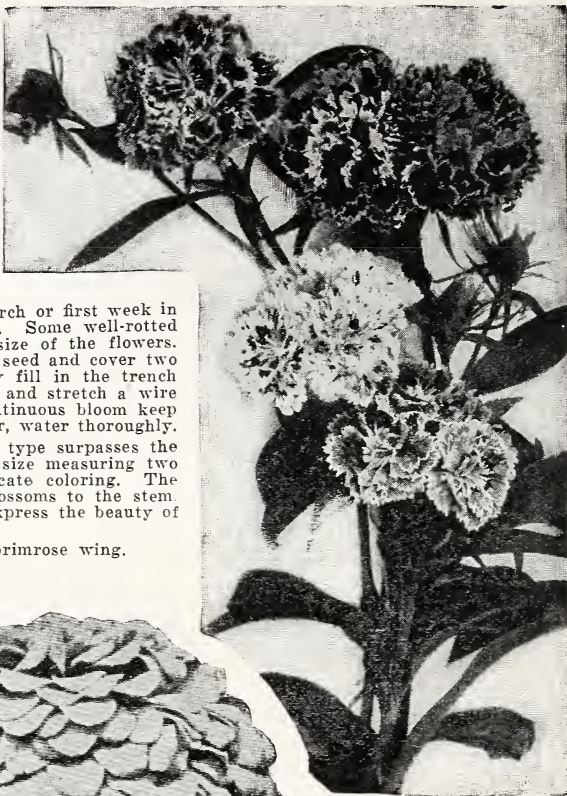 rch or first week in
Some well-rotted
size of the flowers.
seed and cover two
fill in the trench
and stretch a wire
tinuous bloom keep
r, water thoroughly.
type surpasses the
size measuring two
cate coloring. The
ossoms to the stem.
xpress the beauty of
primrose wing.